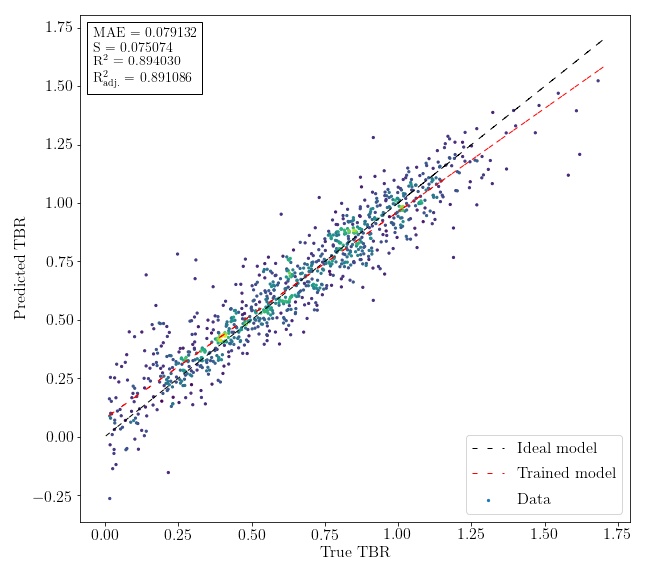 MAE = 0.079132
S = 0.075074
R² = 0.894030
R²adj. = 0.891086
1.75
1.50
1.25
1.00
0.75
0.50
0.25
0.00
−0.25
Predicted TBR
Ideal model
Trained model
Data
0.00 0.25 0.50 0.75 1.00 1.25 1.50 1.75
True TBR